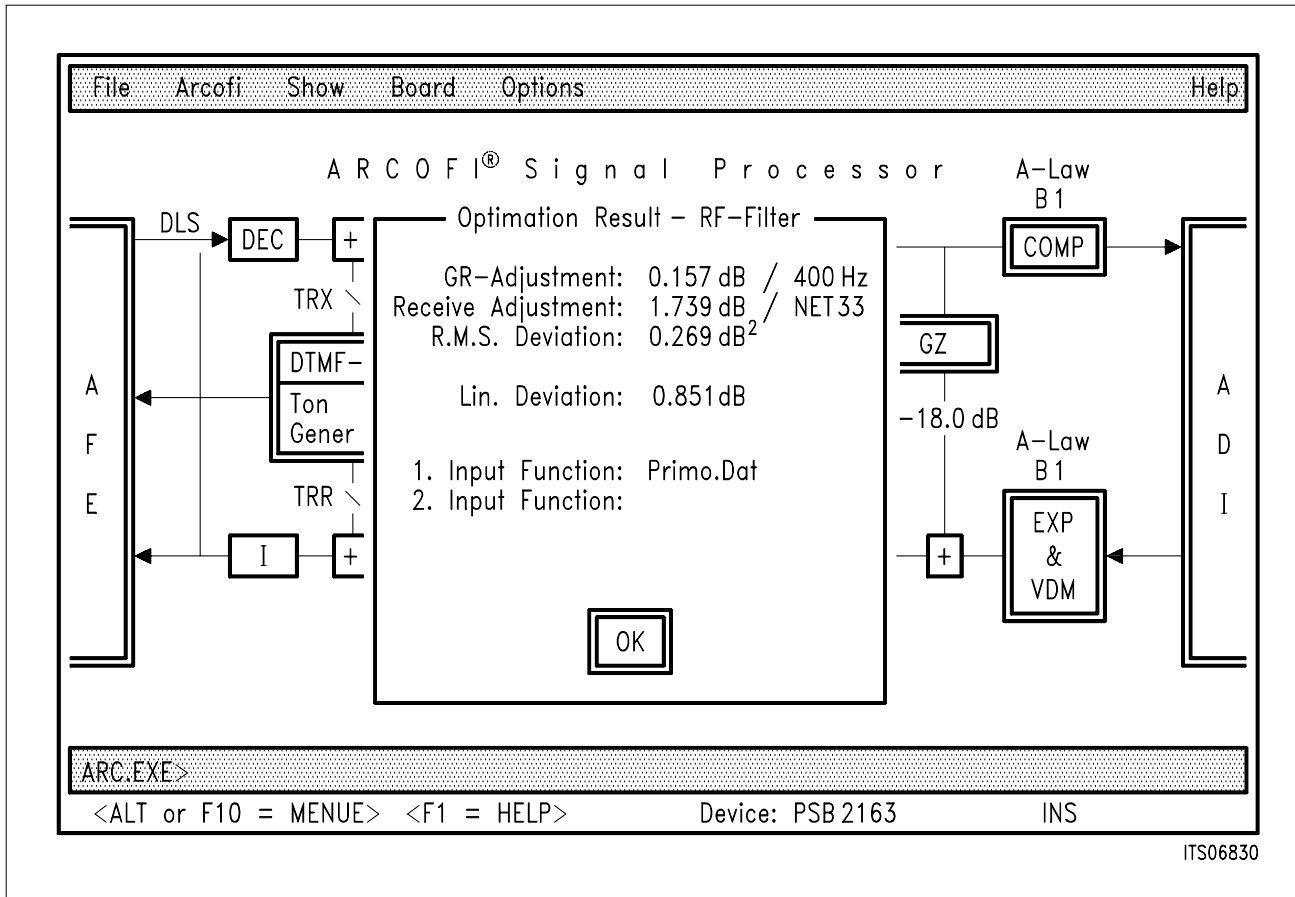 File Arcofi Show Board Options Help
ARCOFI® Signal Processor
A-Law
B1
DLS
DEC
+
COMP
Optimation Result - RF-Filter
GR-Adjustment: 0.157 dB / 400 Hz
Receive Adjustment: 1.739 dB / NET33
R.M.S. Deviation: 0.269 dB²
Lin. Deviation: 0.851dB
1. Input Function: Primo.Dat
2. Input Function:
OK
TRX
DTMF-
Ton
Gener
TRR
A
F
E
I
+
GZ
-18.0 dB
+
A-Law
B1
EXP
&
VDM
A
D
I
ARC.EXE>
<ALT or F10 = MENUE> <F1 = HELP> Device: PSB 2163 INS
ITS06830